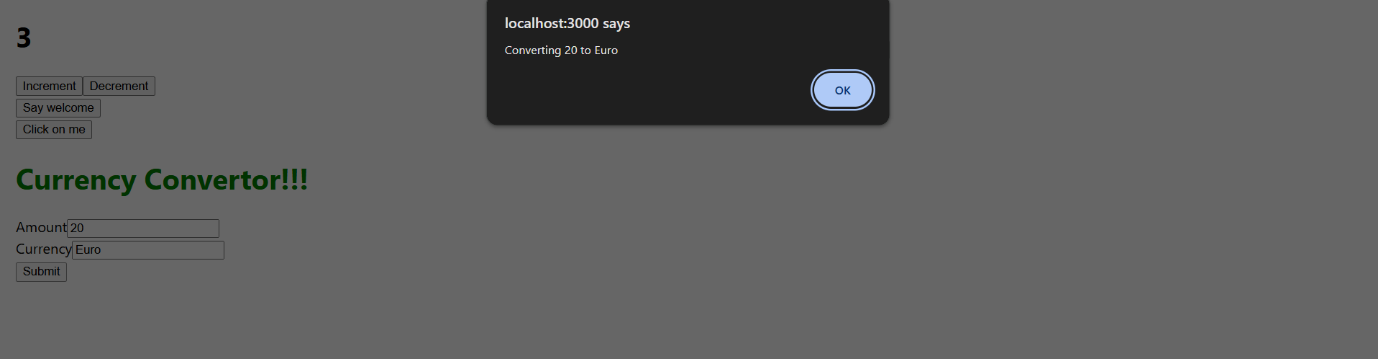 localhost:3000 says
Converting 20 to Euro
OK
3
Increment Decrement
Say welcome
Click on me
Currency Convertor!!!
Amount 20
Currency Euro
Submit